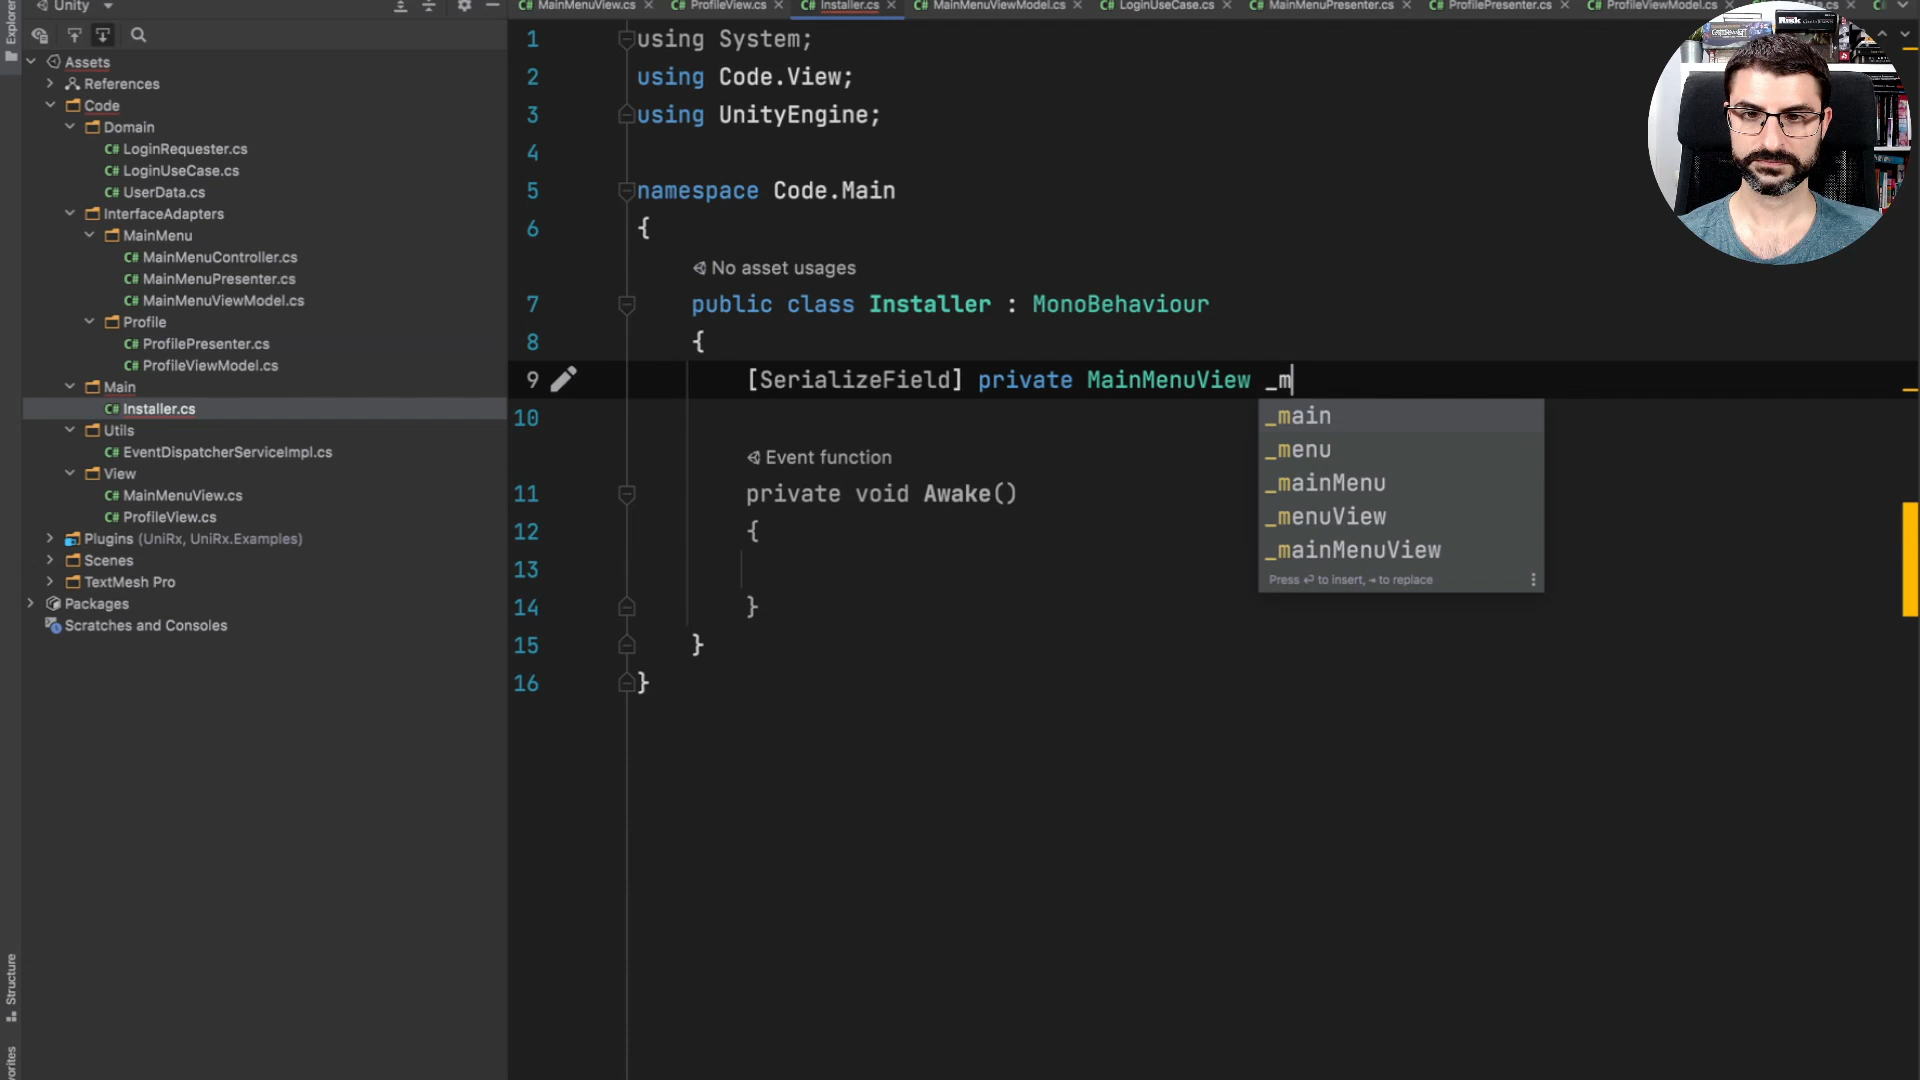 Unity
MainMenuView.cs
ProfileView.cs
Installer.cs
MainMenuViewModel.cs
LoginUseCase.cs
MainMenuPresenter.cs
ProfilePresenter.cs
ProfileViewModel.cs
Explorer
Assets
References
Code
Domain
C# LoginRequester.cs
C# LoginUseCase.cs
C# UserData.cs
InterfaceAdapters
MainMenu
C# MainMenuController.cs
C# MainMenuPresenter.cs
C# MainMenuViewModel.cs
Profile
C# ProfilePresenter.cs
C# ProfileViewModel.cs
Main
C# Installer.cs
Utils
C# EventDispatcherServiceImpl.cs
View
C# MainMenuView.cs
C# ProfileView.cs
Plugins (UniRx, UniRx.Examples)
Scenes
TextMesh Pro
Packages
Scratches and Consoles
Structure
1 using System;
2 using Code.View;
3 using UnityEngine;
4
5 namespace Code.Main
6 {
No asset usages
7 public class Installer : MonoBehaviour
8 {
9 [SerializeField] private MainMenuView _m
10
Event function
11 private void Awake()
12 {
13
14 }
15 }
16 }
_main
_menu
_mainMenu
_menuView
_mainMenuView
Press ⏎ to insert, ⇥ to replace
Risk